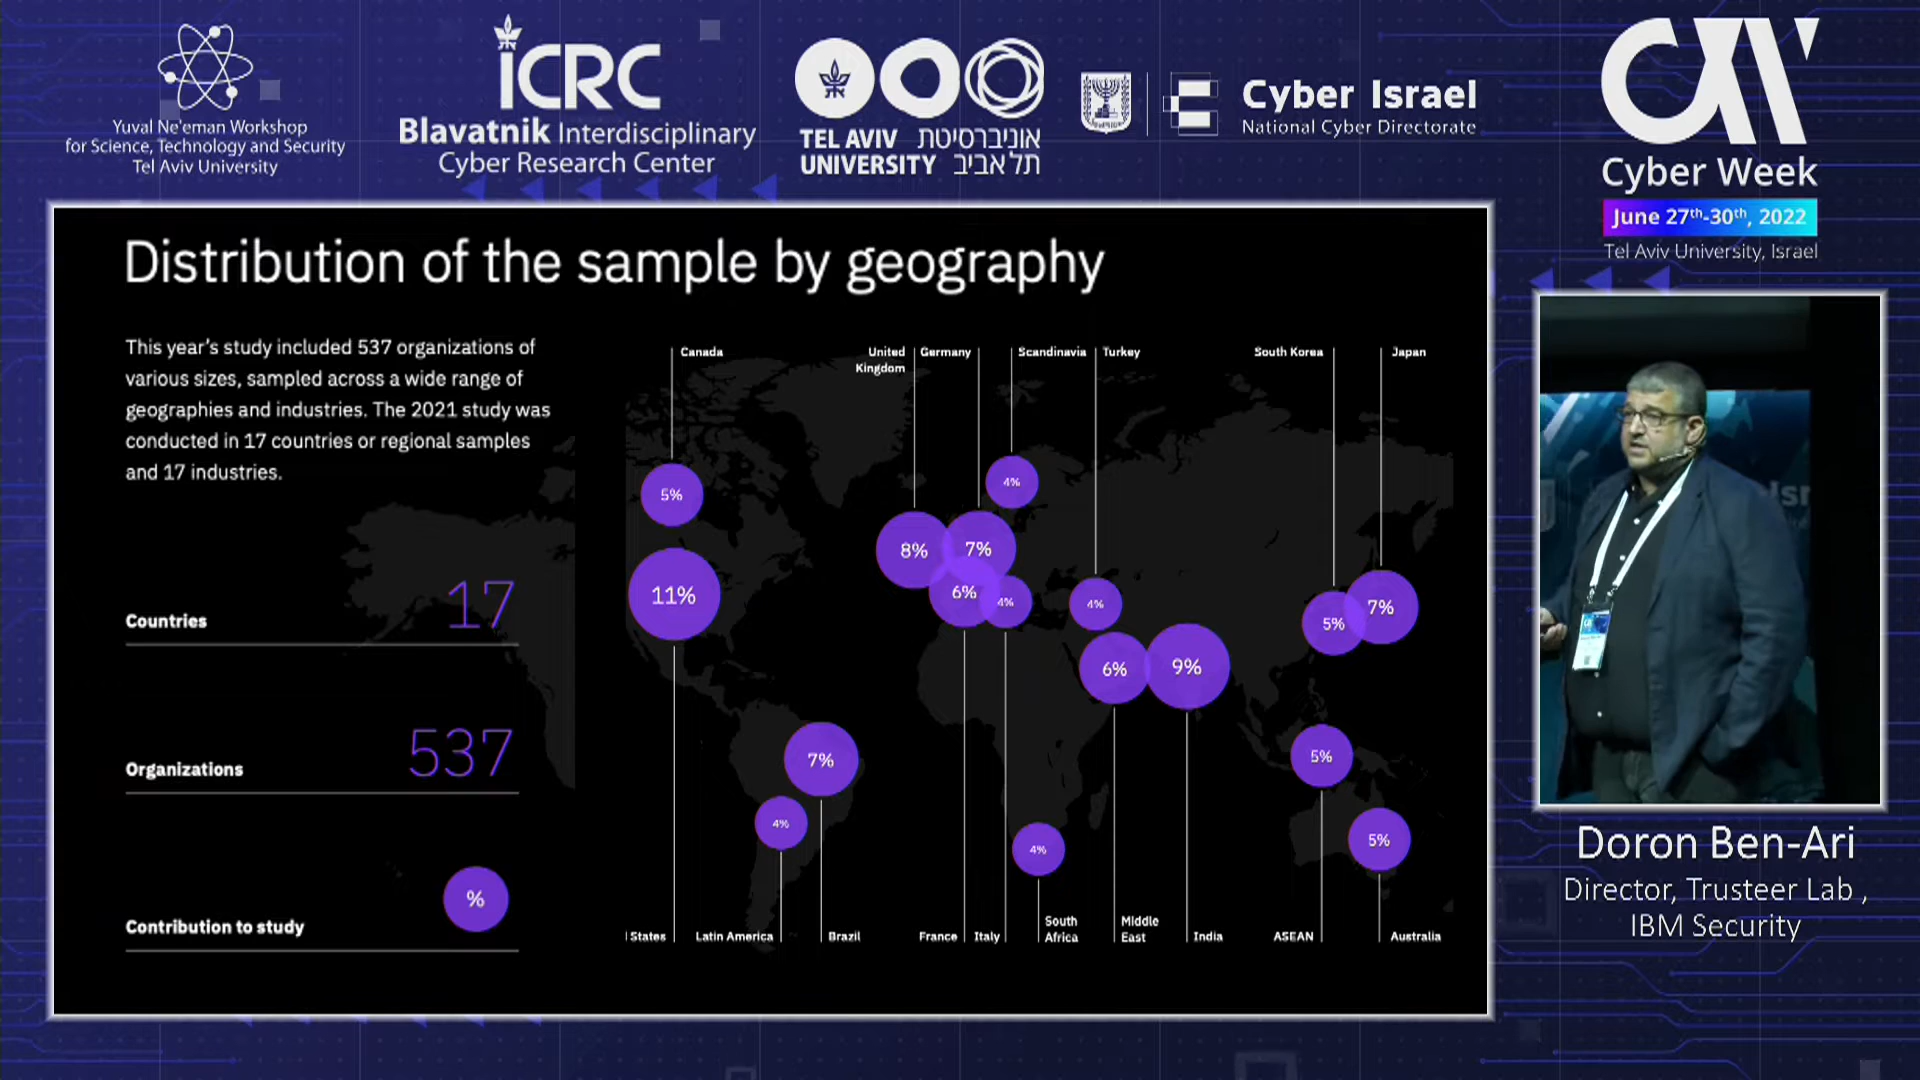 Yuval Ne'eman Workshop
for Science, Technology and Security
Tel Aviv University
ICRC
Blavatnik Interdisciplinary
Cyber Research Center
TEL AVIV אוניברסיטת
UNIVERSITY תל אביב
Cyber Israel
National Cyber Directorate
Cyber Week
June 27th-30th, 2022
Tel Aviv University, Israel
Distribution of the sample by geography
This year's study included 537 organizations of
various sizes, sampled across a wide range of
geographies and industries. The 2021 study was
conducted in 17 countries or regional samples
and 17 industries.
Countries 17
Organizations 537
Contribution to study %
Canada
United
Kingdom
Germany
Scandinavia
Turkey
South Korea
Japan
5%
4%
8%
7%
11%
6%
4%
4%
5%
7%
6%
9%
7%
5%
4%
4%
5%
States
Latin America
Brazil
France
Italy
South
Africa
Middle
East
India
ASEAN
Australia
Doron Ben-Ari
Director, Trusteer Lab ,
IBM Security